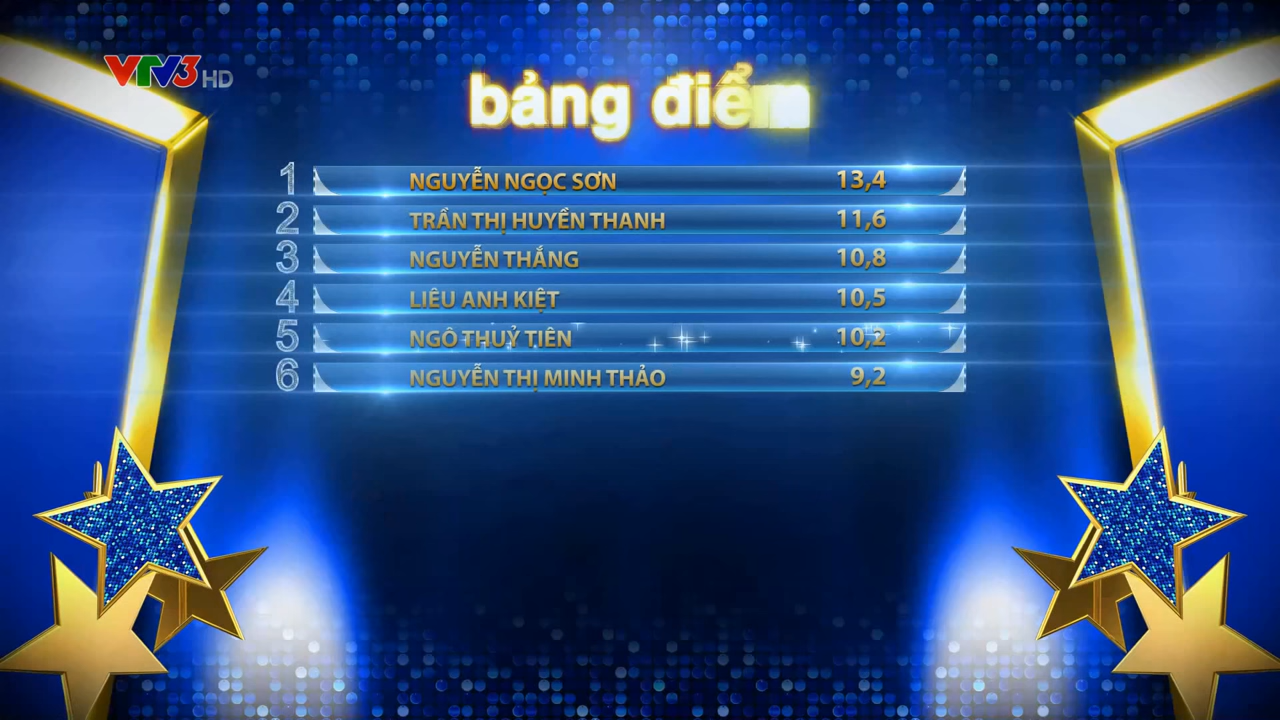 VTV3 HD
bảng điểm
1 NGUYỄN NGỌC SƠN 13,4
2 TRẦN THỊ HUYỀN THANH 11,6
3 NGUYỄN THẮNG 10,8
4 LIÊU ANH KIỆT 10,5
5 NGÔ THUỶ TIÊN 10,2
6 NGUYỄN THỊ MINH THẢO 9,2